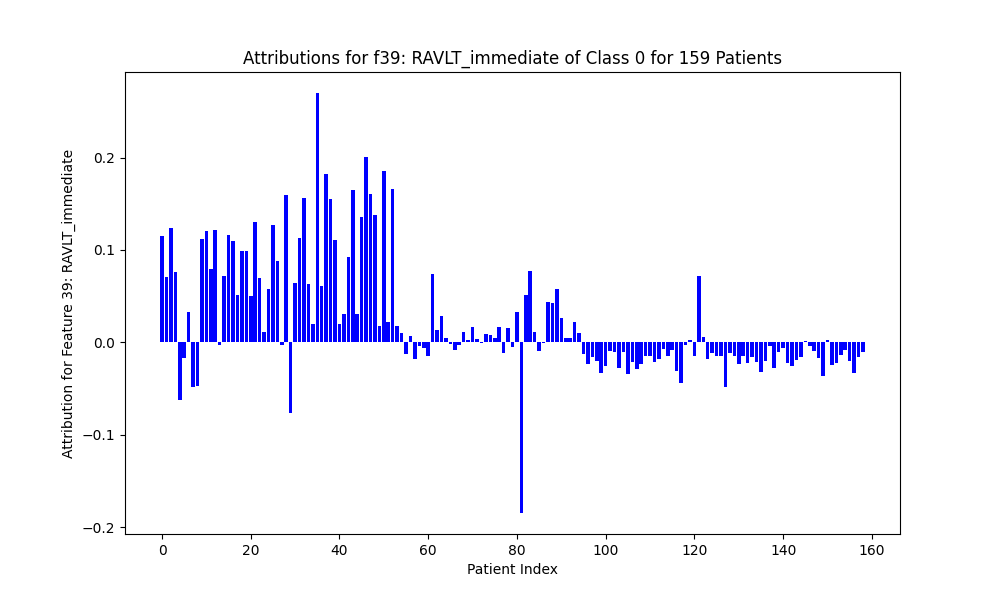 Attributions for f39: RAVLT_immediate of Class 0 for 159 Patients
Attribution for Feature 39: RAVLT_immediate
0.2
0.1
0.0
−0.1
−0.2
0 20 40 60 80 100 120 140 160
Patient Index